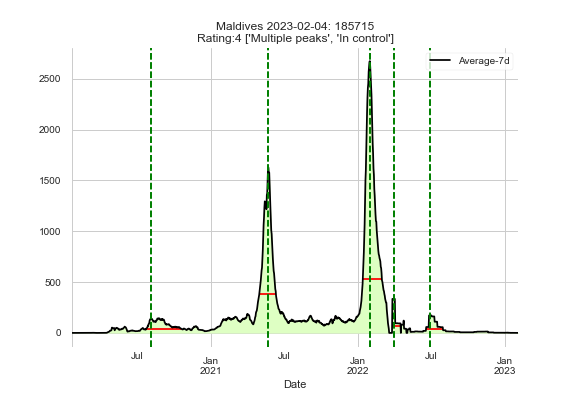 Maldives 2023-02-04: 185715
Rating:4 ['Multiple peaks', 'In control']
Average-7d
2500
2000
1500
1000
500
0
Jul
Jan
2021
Jul
Jan
2022
Jul
Jan
2023
Date